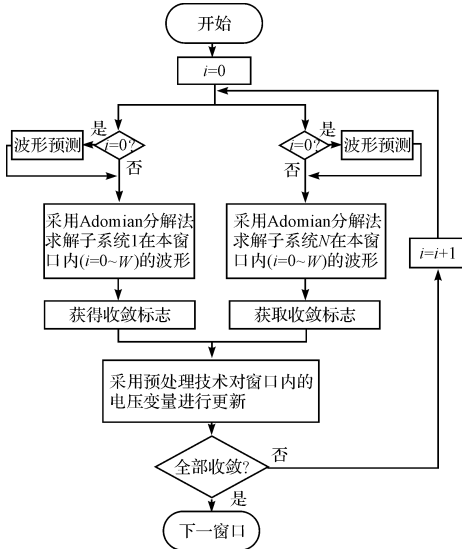 开始
i=0
是
i=0?
波形预测
否
是
i=0?
波形预测
否
采用Adomian分解法
求解子系统1在本窗
口内(i=0~W)的波形
采用Adomian分解法
求解子系统N在本窗
口内(i=0~W)的波形
i=i+1
获得收敛标志
获取收敛标志
采用预处理技术对窗口内的
电压变量进行更新
全部收敛?
否
是
下一窗口